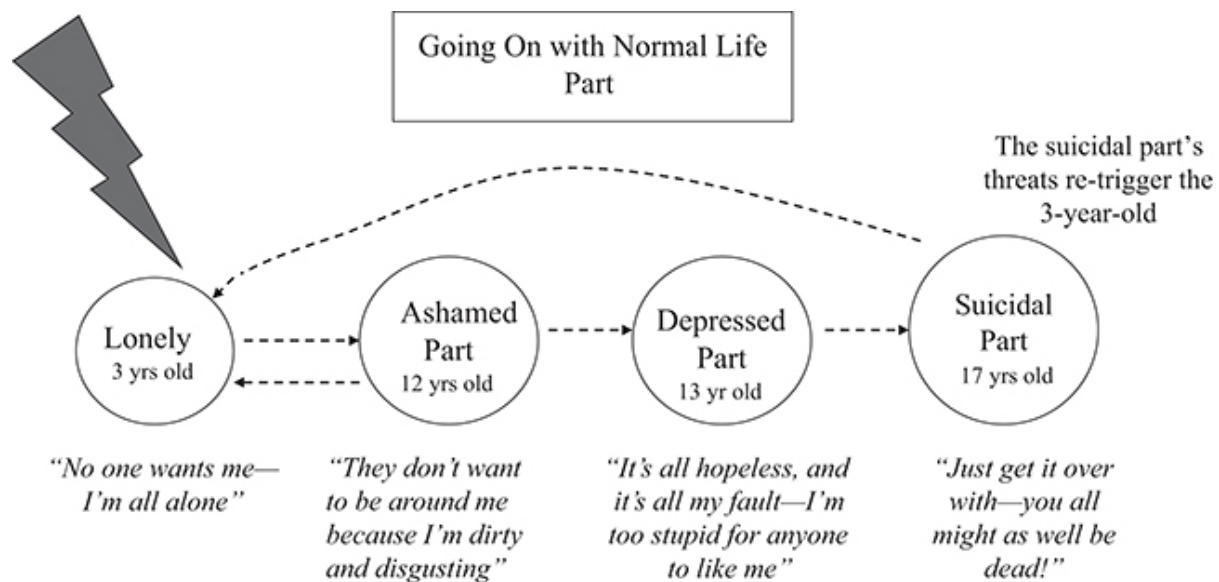 Going On with Normal Life
Part
The suicidal part's
threats re-trigger the
3-year-old
Lonely
3 yrs old
Ashamed
Part
12 yrs old
Depressed
Part
13 yr old
Suicidal
Part
17 yrs old
“No one wants me—
I’m all alone”
“They don’t want
to be around me
because I’m dirty
and disgusting”
“It’s all hopeless, and
it’s all my fault—I’m
too stupid for anyone
to like me”
“Just get it over
with—you all
might as well be
dead!”